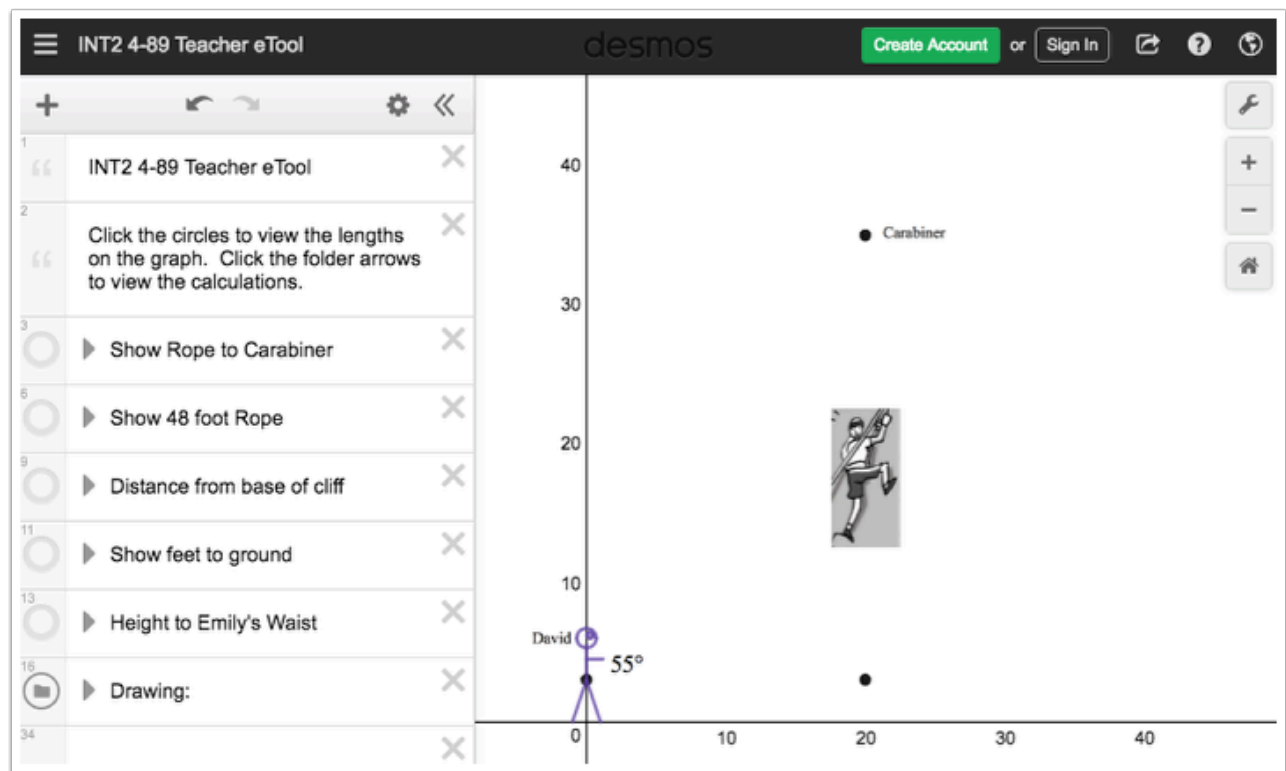 INT2 4-89 Teacher eTool
desmos
Create Account or Sign In
1
INT2 4-89 Teacher eTool
2
Click the circles to view the lengths
on the graph. Click the folder arrows
to view the calculations.
3
Show Rope to Carabiner
6
Show 48 foot Rope
9
Distance from base of cliff
11
Show feet to ground
13
Height to Emily's Waist
16
Drawing:
34
40
Carabiner
30
20
10
David
55°
0
10
20
30
40